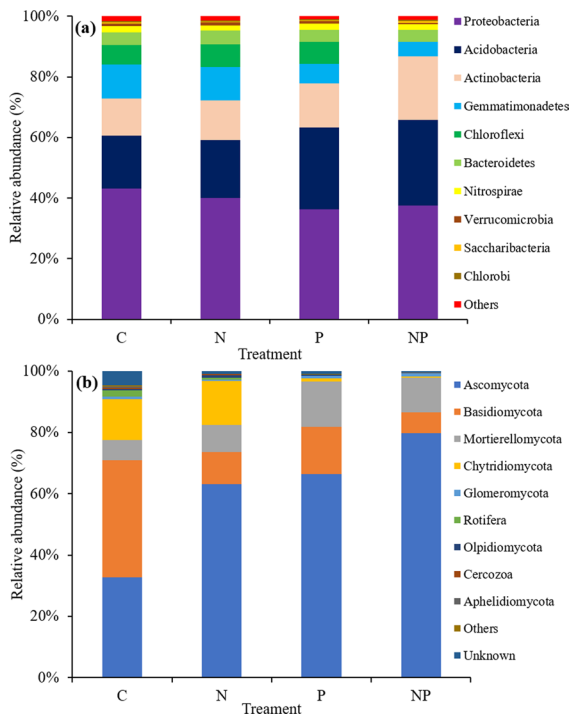 (a)
100%
80%
60%
40%
20%
0%
Relative abundance (%)
C N P NP
Treatment
Proteobacteria
Acidobacteria
Actinobacteria
Gemmatimonadetes
Chloroflexi
Bacteroidetes
Nitrospirae
Verrucomicrobia
Saccharibacteria
Chlorobi
Others
(b)
100%
80%
60%
40%
20%
0%
Relative abundance (%)
C N P NP
Treament
Ascomycota
Basidiomycota
Mortierellomycota
Chytridiomycota
Glomeromycota
Rotifera
Olpidiomycota
Cercozoa
Aphelidiomycota
Others
Unknown